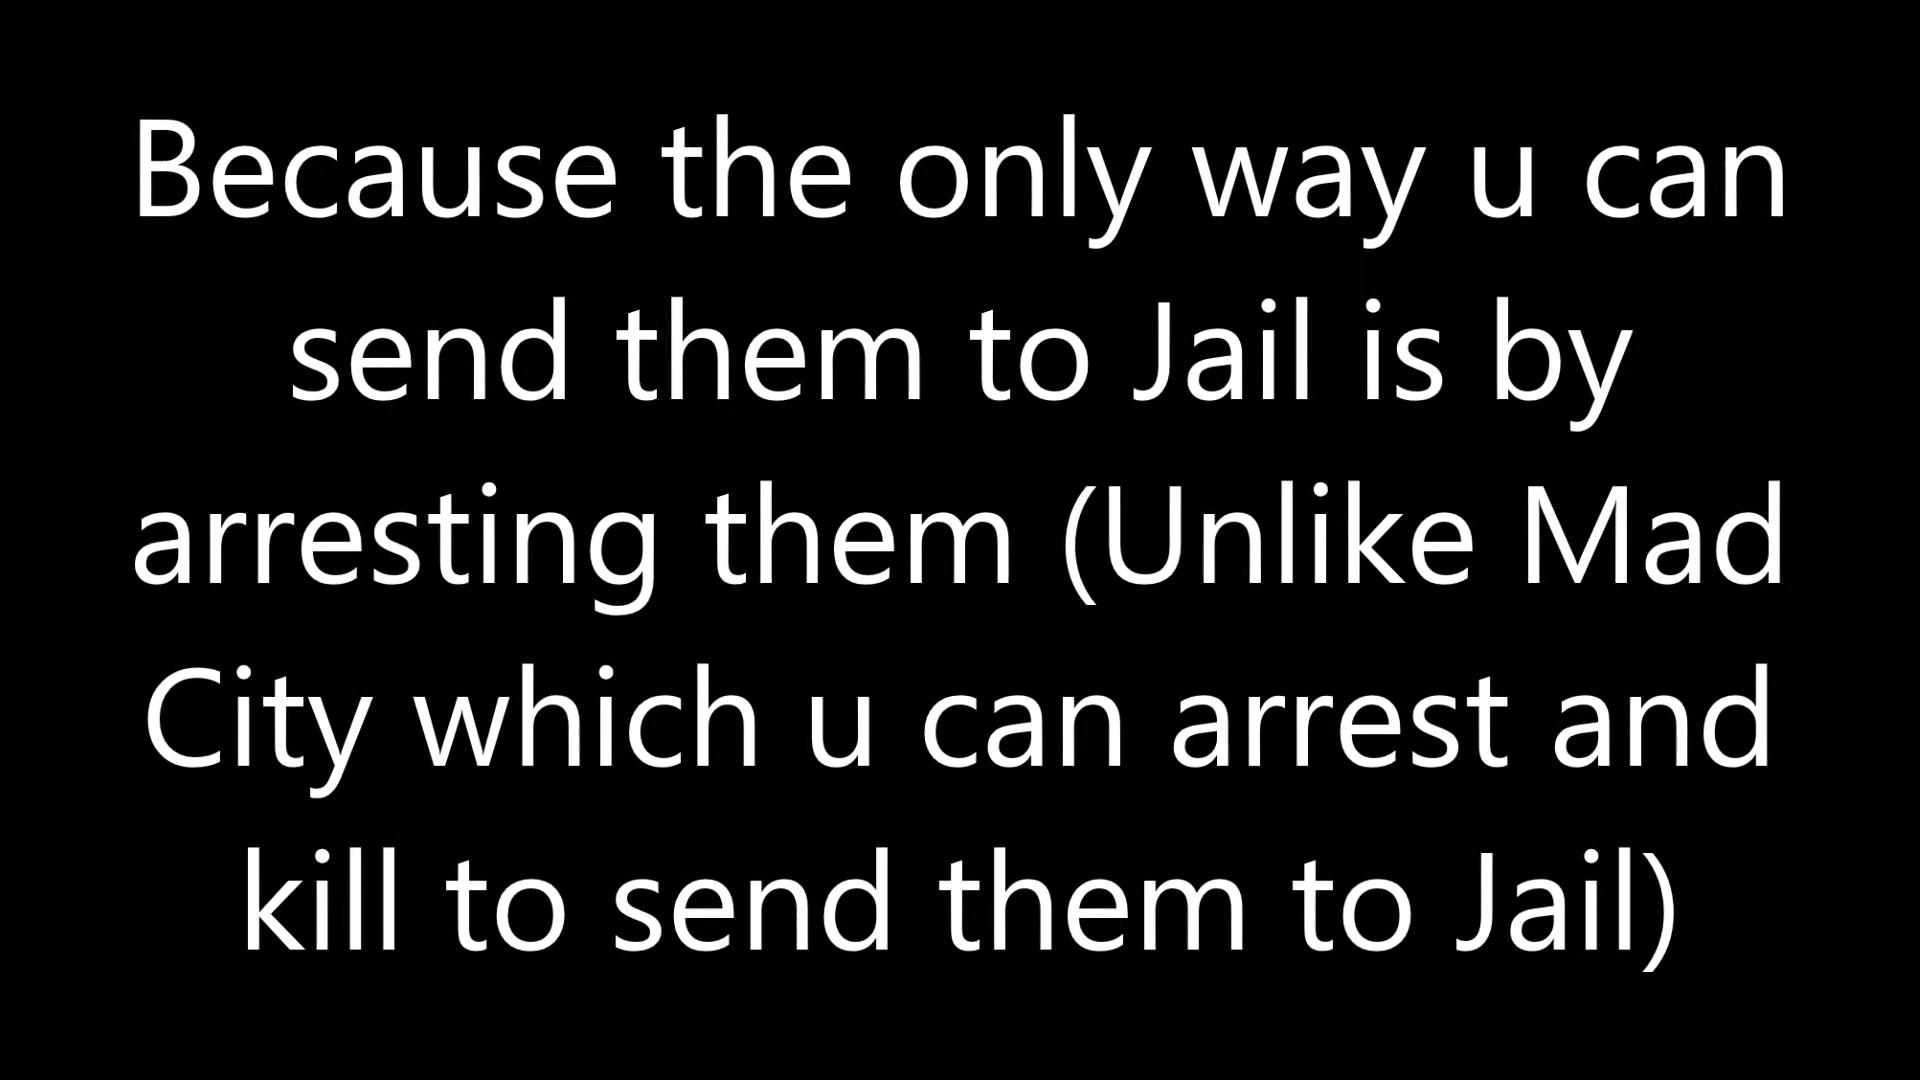 Because the only way u can
send them to Jail is by
arresting them (Unlike Mad
City which u can arrest and
kill to send them to Jail)